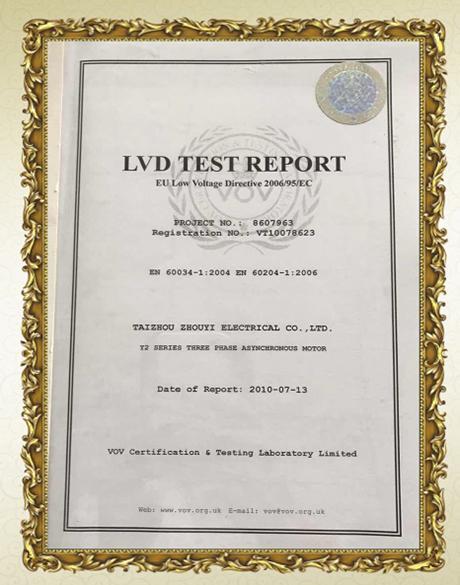 LVD TEST REPORT
EU Low Voltage Directive 2006/95/EC
VOV
PROJECT NO.: 8607963
Registration NO.: VT10078623
EN 60034-1:2004 EN 60204-1:2006
TAIZHOU ZHOUYI ELECTRICAL CO.,LTD.
Y2 SERIES THREE PHASE ASYNCHRONOUS MOTOR
Date of Report: 2010-07-13
VOV Certification & Testing Laboratory Limited
Web: www.vov.org.uk E-mail: vov@vov.org.uk